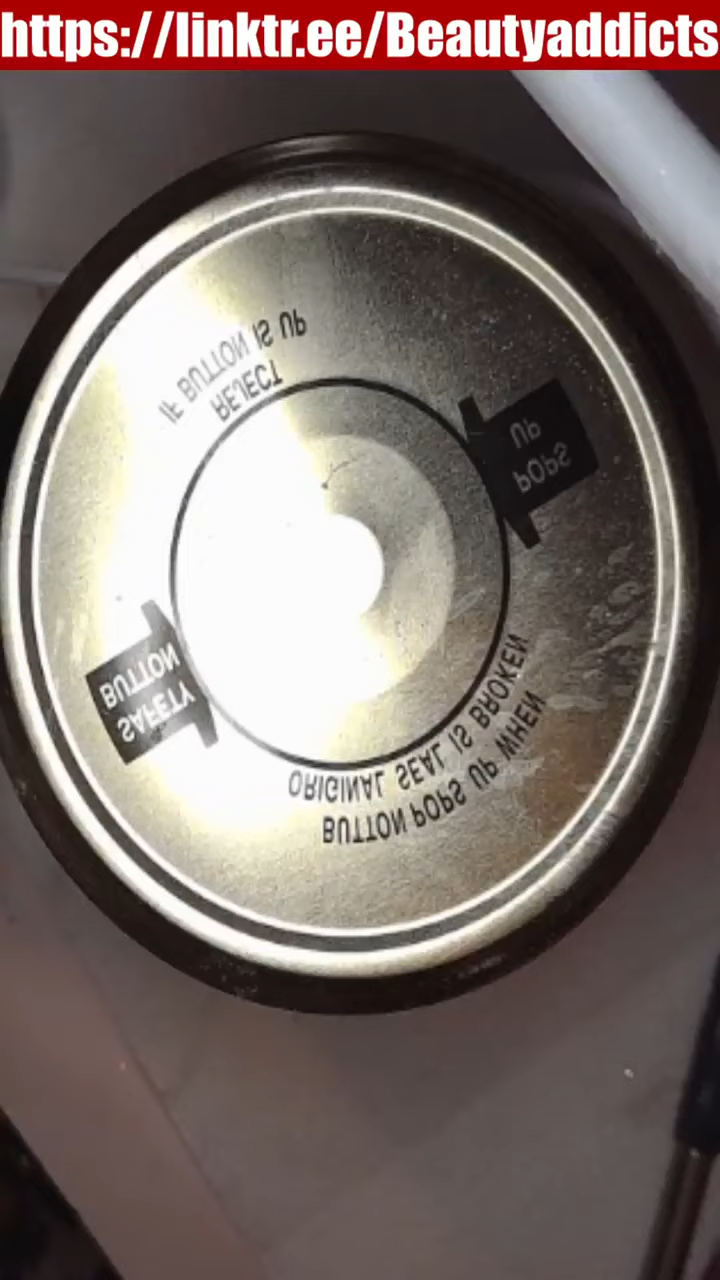 https://linktr.ee/Beautyaddicts
REJECT
IF BUTTON IS UP
POPS
UP
SAFETY
BUTTON
BUTTON POPS UP WHEN
ORIGINAL SEAL IS BROKEN